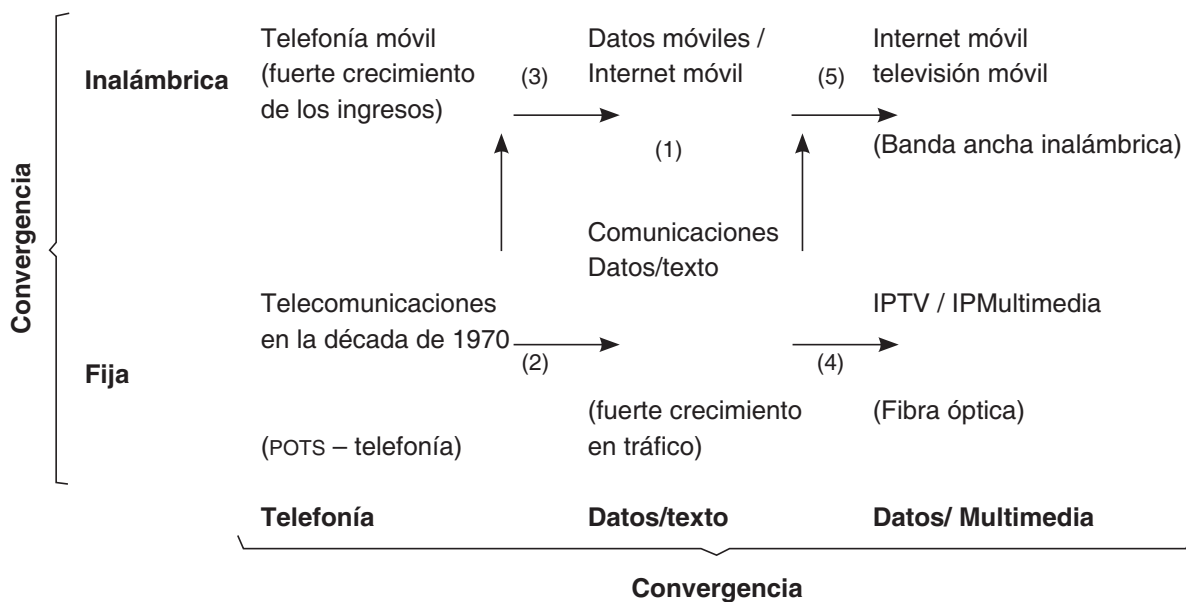 Telefonía móvil
(fuerte crecimiento
de los ingresos)
Datos móviles /
Internet móvil
Internet móvil
televisión móvil
(Banda ancha inalámbrica)
Inalámbrica
(3)
(5)
(1)
Convergencia
Comunicaciones
Datos/texto
Telecomunicaciones
en la década de 1970
IPTV / IPMultimedia
(2)
(4)
Fija
(POTS – telefonía)
(fuerte crecimiento
en tráfico)
(Fibra óptica)
Telefonía
Datos/texto
Datos/ Multimedia
Convergencia